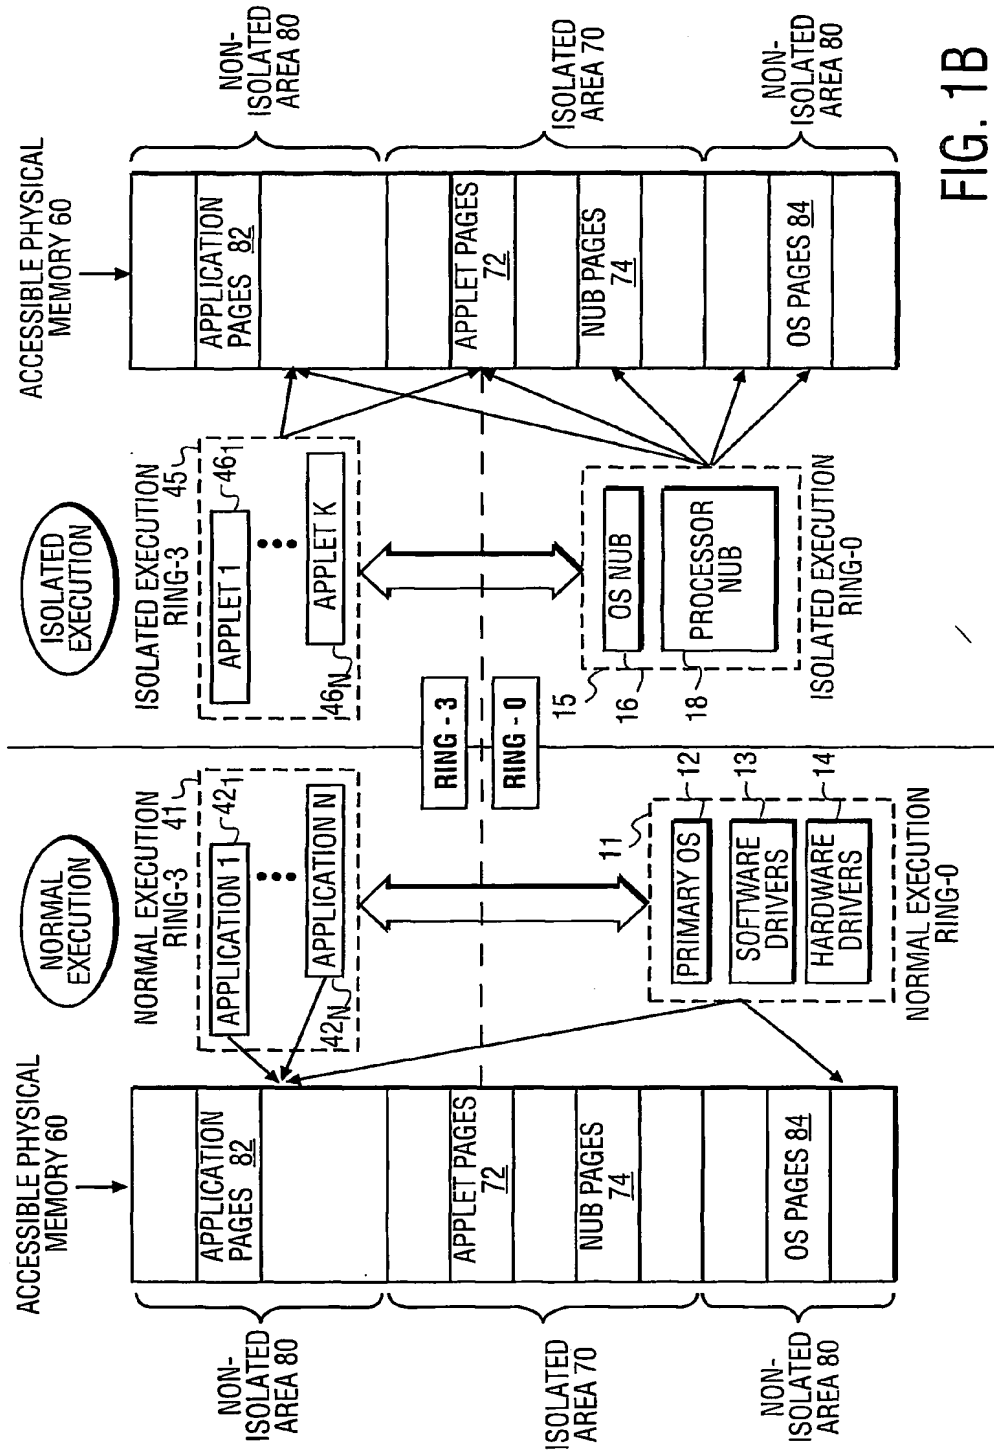 ACCESSIBLE PHYSICAL
MEMORY 60
NON-
ISOLATED
AREA 80
APPLICATION
PAGES 82
ISOLATED
AREA 70
APPLET PAGES
72
NUB PAGES
74
NON-
ISOLATED
AREA 80
OS PAGES 84
NORMAL
EXECUTION
NORMAL EXECUTION
RING-3
41
APPLICATION 1
42₁
APPLICATION N
42N
11
PRIMARY OS
12
SOFTWARE
DRIVERS
13
HARDWARE
DRIVERS
14
NORMAL EXECUTION
RING-0
RING - 3
RING - 0
ISOLATED
EXECUTION
ISOLATED EXECUTION
RING-3
45
APPLET 1
46₁
APPLET K
46N
15
OS NUB
16
PROCESSOR
NUB
18
ISOLATED EXECUTION
RING-0
ACCESSIBLE PHYSICAL
MEMORY 60
APPLICATION
PAGES 82
NON-
ISOLATED
AREA 80
APPLET PAGES
72
NUB PAGES
74
ISOLATED
AREA 70
OS PAGES 84
NON-
ISOLATED
AREA 80
FIG. 1B